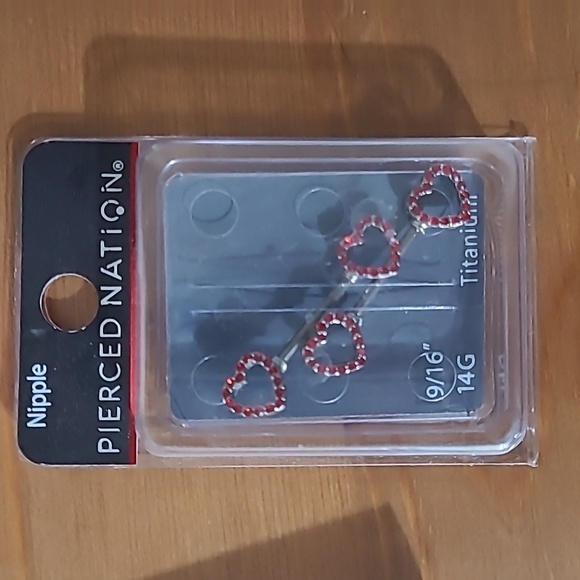 Nipple
PIERCED NATION®
9/16"
14G
Titanium